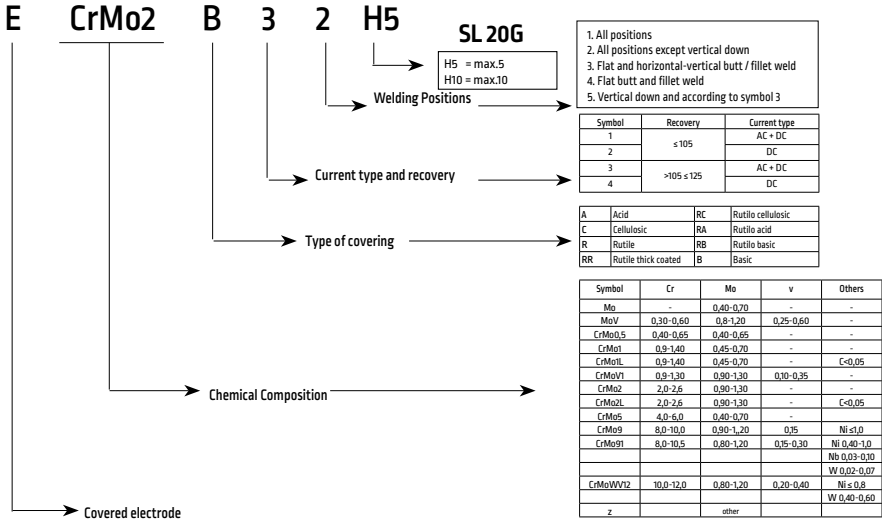 E CrMo2 B 3 2 H5
SL 20G
H5 = max.5
H10 = max.10
1. All positions
2. All positions except vertical down
3. Flat and horizontal-vertical butt / fillet weld
4. Flat butt and fillet weld
5. Vertical down and according to symbol 3
Welding Positions
Symbol Recovery Current type
1 ≤ 105 AC + DC
2 DC
3 >105 ≤ 125 AC + DC
4 DC
Current type and recovery
A Acid RC Rutilo cellulosic
C Cellulosic RA Rutilo acid
R Rutile RB Rutilo basic
RR Rutile thick coated B Basic
Type of covering
Symbol Cr Mo v Others
Mo - 0,40-0,70 - -
MoV 0,30-0,60 0,8-1,20 0,25-0,60 -
CrMo0,5 0,40-0,65 0,40-0,65 - -
CrMo1 0,9-1,40 0,45-0,70 - -
CrMo1L 0,9-1,40 0,45-0,70 - C<0,05
CrMoV1 0,9-1,30 0,90-1,30 0,10-0,35 -
CrMo2 2,0-2,6 0,90-1,30 - -
CrMo2L 2,0-2,6 0,90-1,30 - C<0,05
CrMo5 4,0-6,0 0,40-0,70 -
CrMo9 8,0-10,0 0,90-1,,20 0,15 Ni ≤1,0
CrMo91 8,0-10,5 0,80-1,20 0,15-0,30 Ni 0,40-1,0
Nb 0,03-0,10
W 0,02-0,07
CrMoWV12 10,0-12,0 0,80-1,20 0,20-0,40 Ni ≤ 0,8
W 0,40-0,60
z other
Chemical Composition
Covered electrode